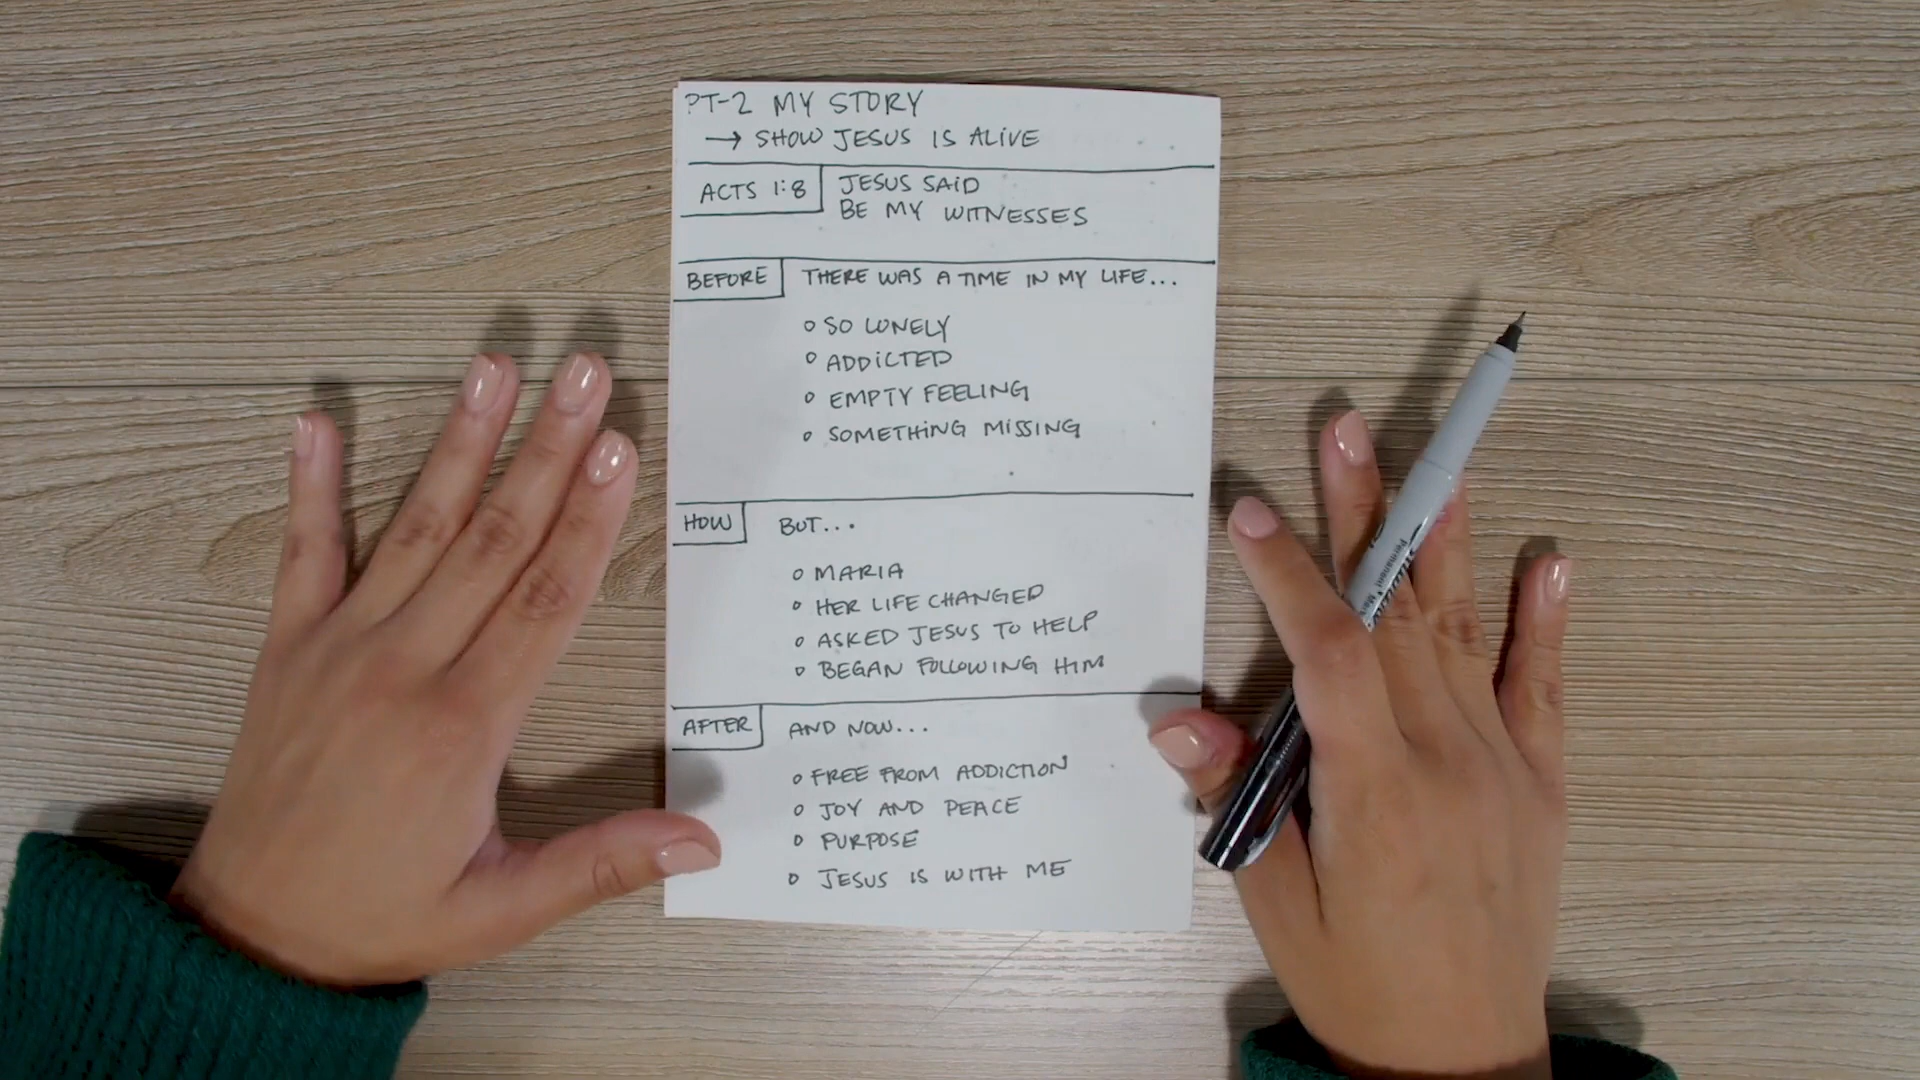 PT-2 MY STORY
→ SHOW JESUS IS ALIVE
ACTS 1:8
JESUS SAID
BE MY WITNESSES
BEFORE
THERE WAS A TIME IN MY LIFE...
o SO LONELY
o ADDICTED
o EMPTY FEELING
o SOMETHING MISSING
HOW
BUT...
o MARIA
o HER LIFE CHANGED
o ASKED JESUS TO HELP
o BEGAN FOLLOWING HIM
AFTER
AND NOW...
o FREE FROM ADDICTION
o JOY AND PEACE
o PURPOSE
o JESUS IS WITH ME
Permanent